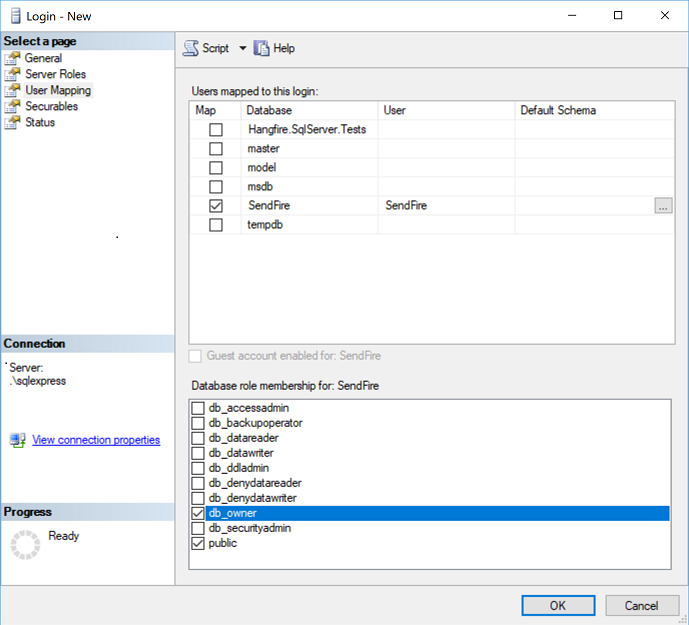 Login - New
Select a page
General
Server Roles
User Mapping
Securables
Status
Connection
Server:
.\sqlexpress
View connection properties
Progress
Ready
Script Help
Users mapped to this login:
Map Database User Default Schema
Hangfire.SqlServer.Tests
master
model
msdb
SendFire SendFire ...
tempdb
Guest account enabled for: SendFire
Database role membership for: SendFire
db_accessadmin
db_backupoperator
db_datareader
db_datawriter
db_ddladmin
db_denydatareader
db_denydatawriter
db_owner
db_securityadmin
public
OK Cancel